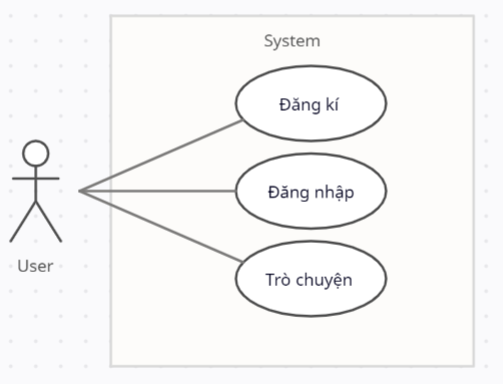 System
Đăng kí
Đăng nhập
Trò chuyện
User